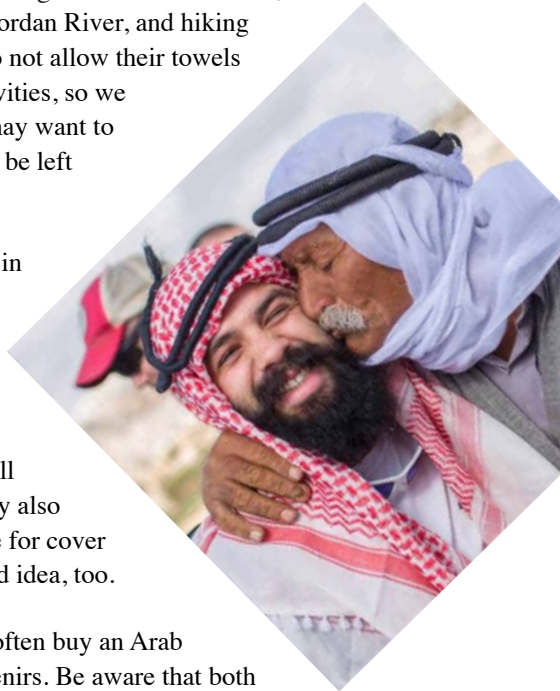 ordan River, and hiking
not allow their towels
vities, so we
may want to
be left
in
ll
y also
for cover
d idea, too.
often buy an Arab
enirs. Be aware that both